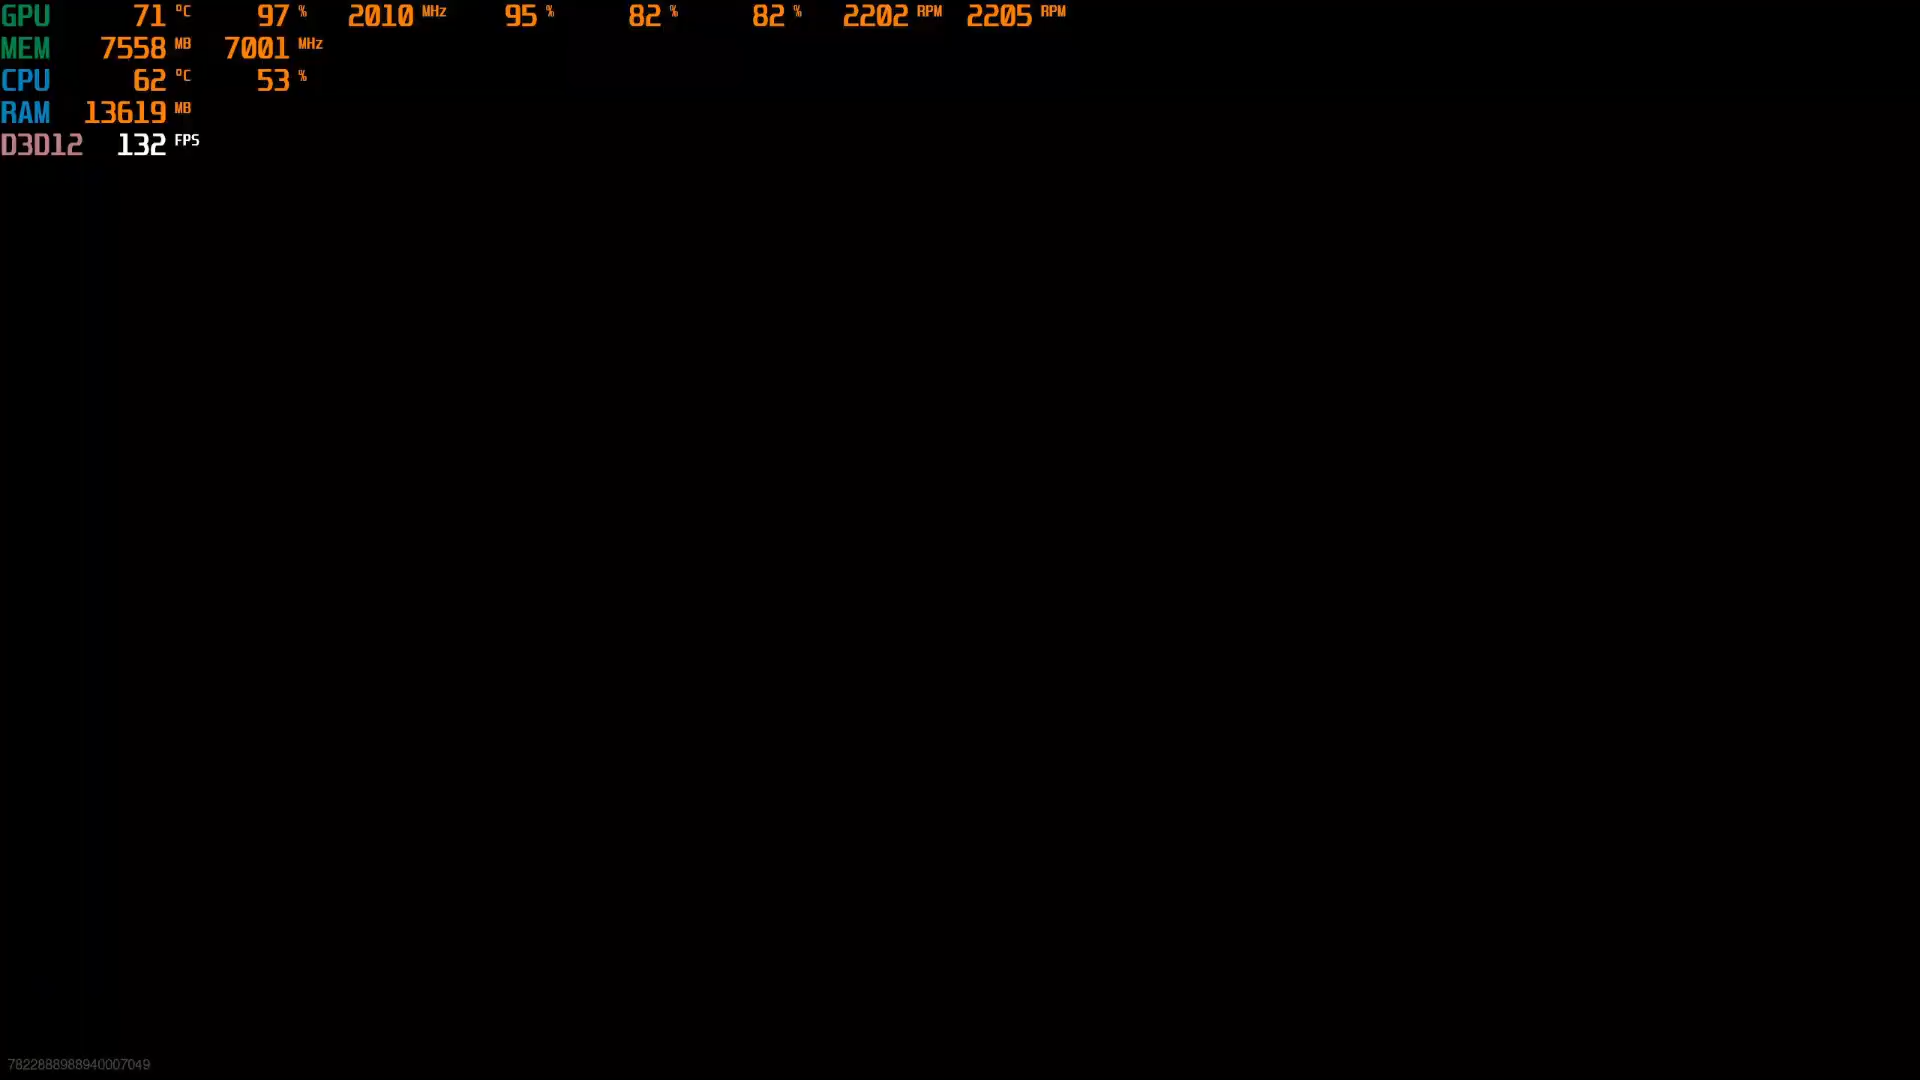 GPU 71 °C 97 % 2010 MHz 95 % 82 % 82 % 2202 RPM 2205 RPM
MEM 7558 MB 7001 MHz
CPU 62 °C 53 %
RAM 13619 MB
D3D12 132 FPS
7822888988940007049